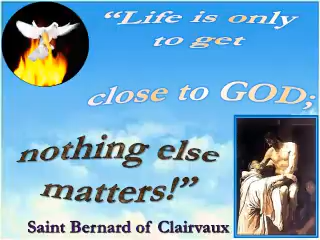 “Life is only
to get
close to GOD;
nothing else
matters!”
Saint Bernard of Clairvaux